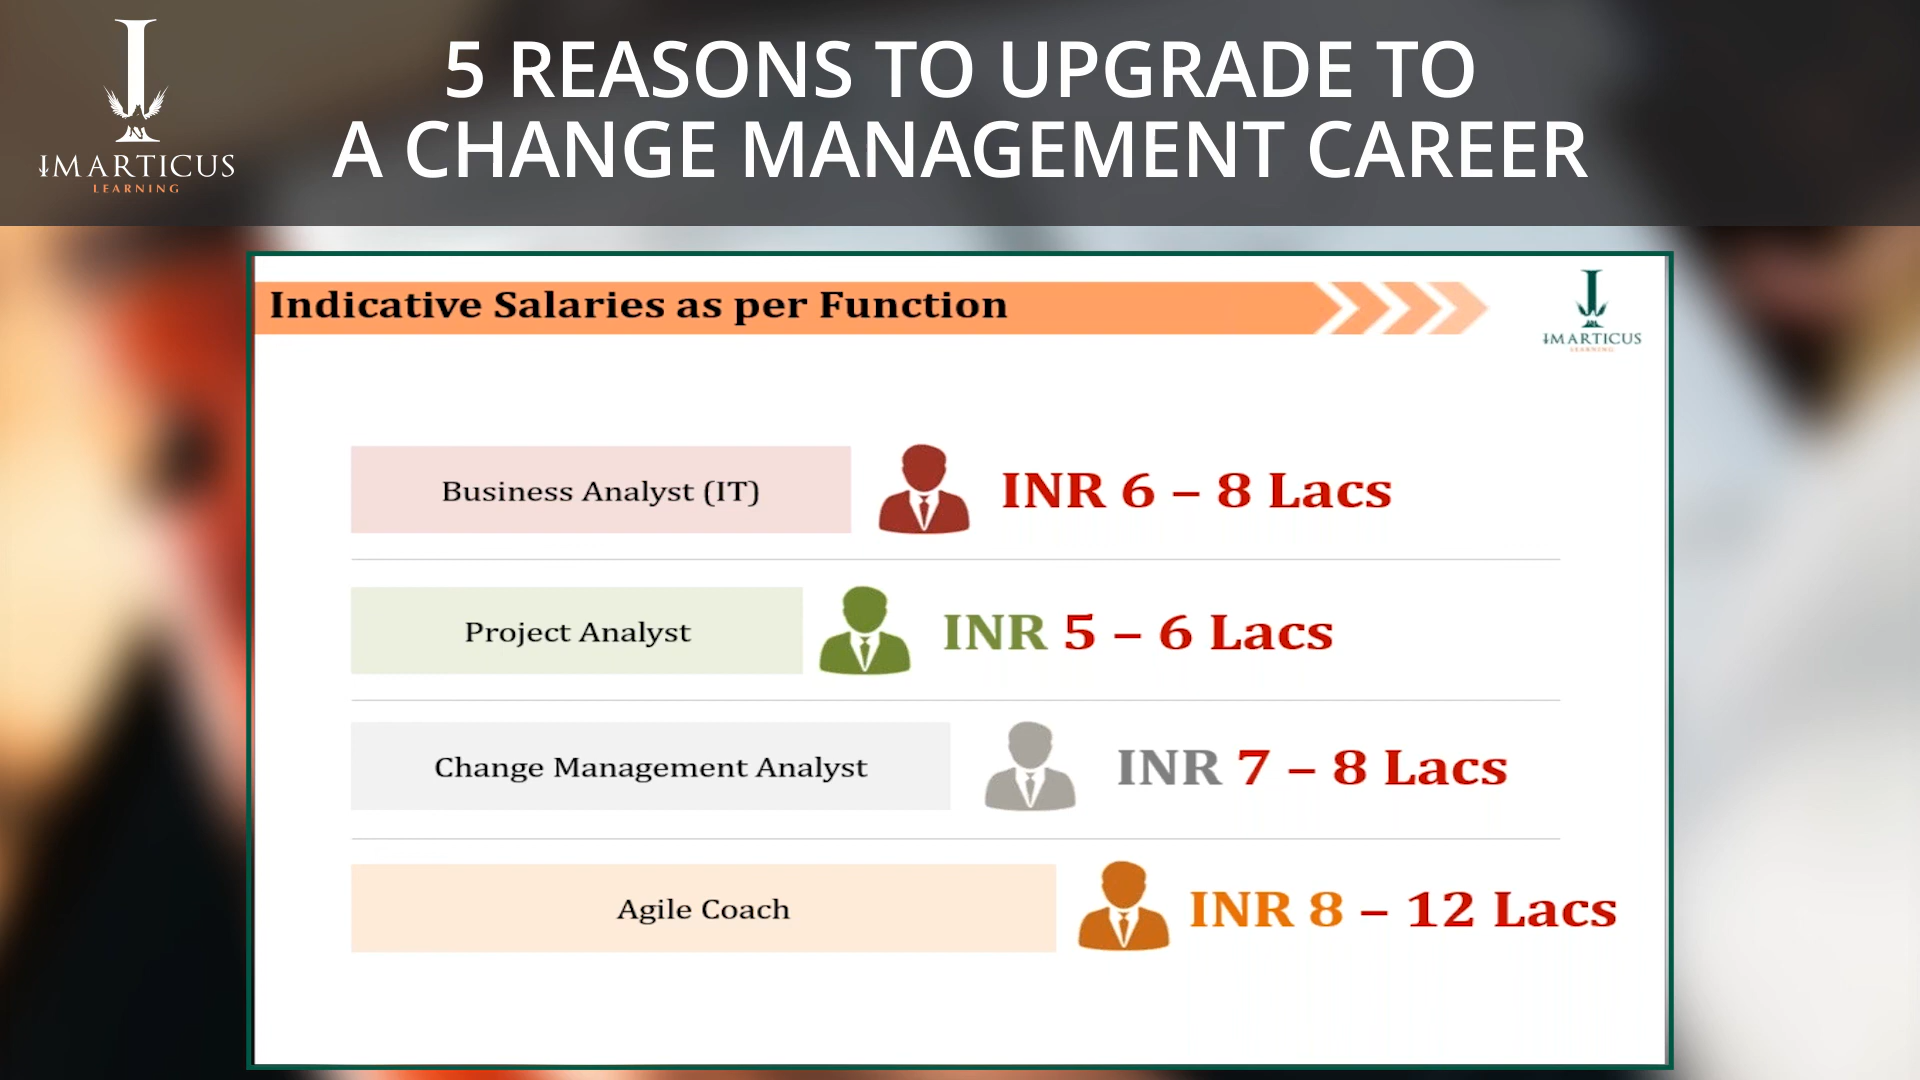 IMARTICUS
LEARNING
5 REASONS TO UPGRADE TO
A CHANGE MANAGEMENT CAREER
Indicative Salaries as per Function
IMARTICUS
LEARNING
Business Analyst (IT)
INR 6 – 8 Lacs
Project Analyst
INR 5 – 6 Lacs
Change Management Analyst
INR 7 – 8 Lacs
Agile Coach
INR 8 – 12 Lacs